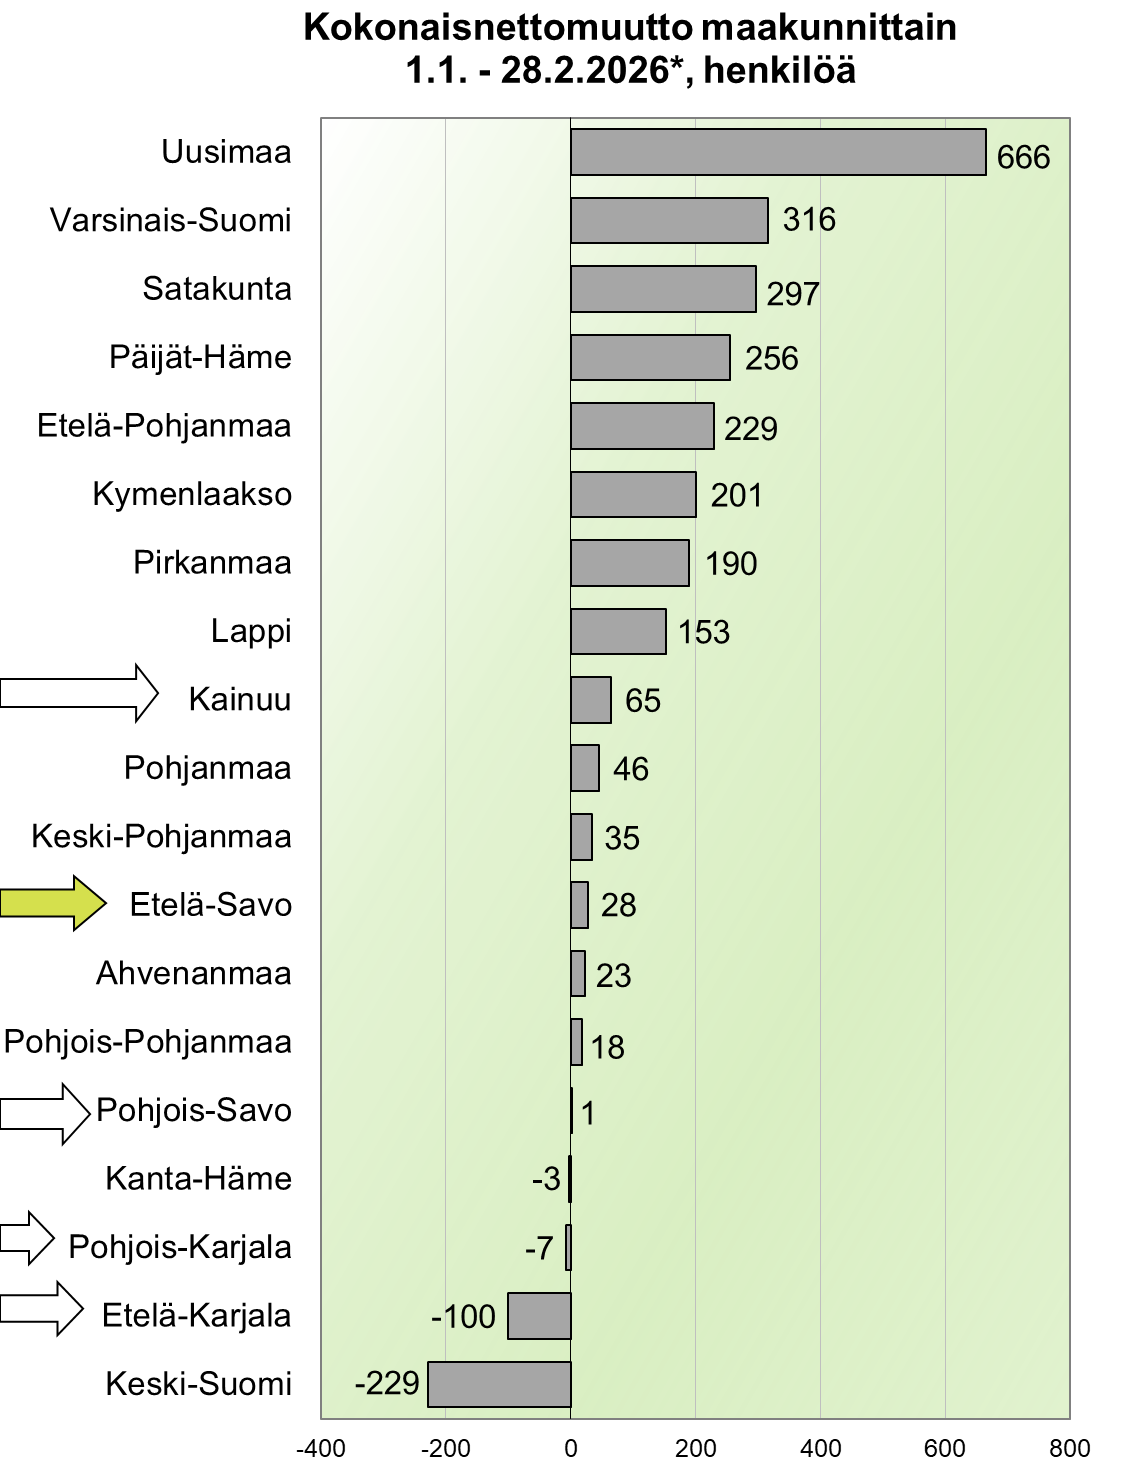 Kokonaisnettomuutto maakunnittain
1.1. - 28.2.2026*, henkilöä
Uusimaa 666
Varsinais-Suomi 316
Satakunta 297
Päijät-Häme 256
Etelä-Pohjanmaa 229
Kymenlaakso 201
Pirkanmaa 190
Lappi 153
Kainuu 65
Pohjanmaa 46
Keski-Pohjanmaa 35
Etelä-Savo 28
Ahvenanmaa 23
Pohjois-Pohjanmaa 18
Pohjois-Savo 1
Kanta-Häme -3
Pohjois-Karjala -7
Etelä-Karjala -100
Keski-Suomi -229
-400 -200 0 200 400 600 800